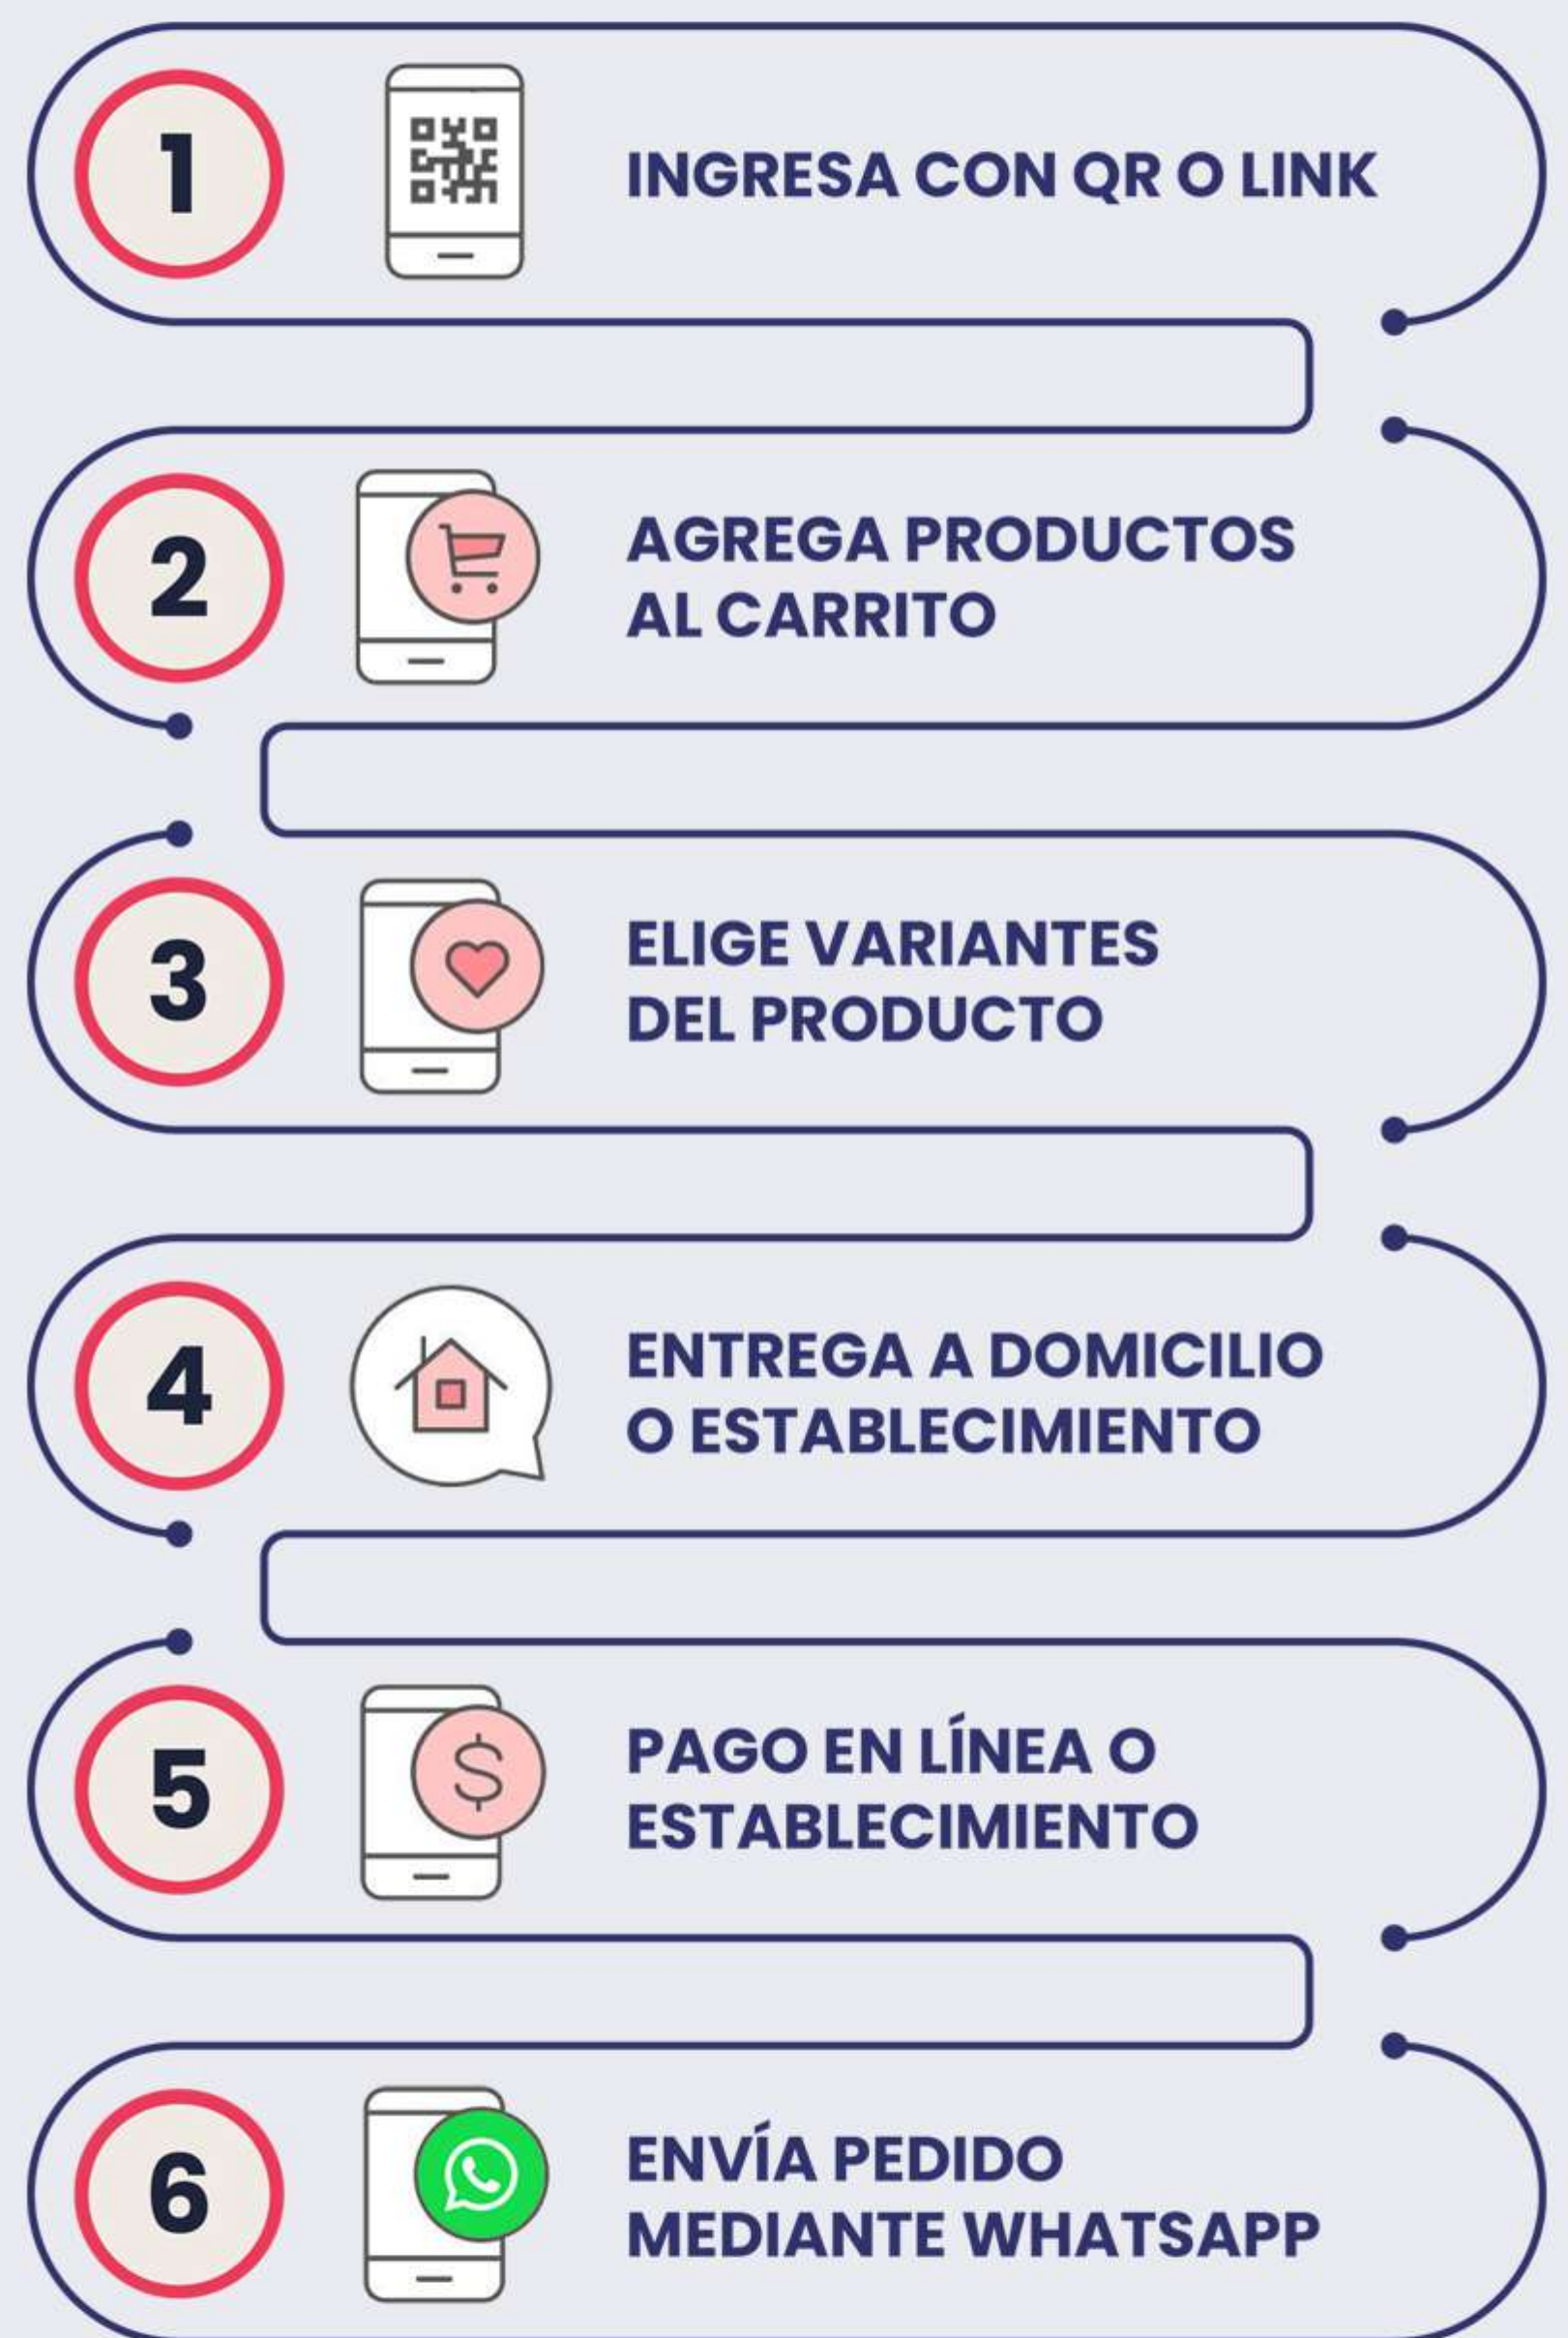 1
INGRESA CON QR O LINK
2
AGREGA PRODUCTOS
AL CARRITO
3
ELIGE VARIANTES
DEL PRODUCTO
4
ENTREGA A DOMICILIO
O ESTABLECIMIENTO
5
PAGO EN LÍNEA O
ESTABLECIMIENTO
6
ENVÍA PEDIDO
MEDIANTE WHATSAPP